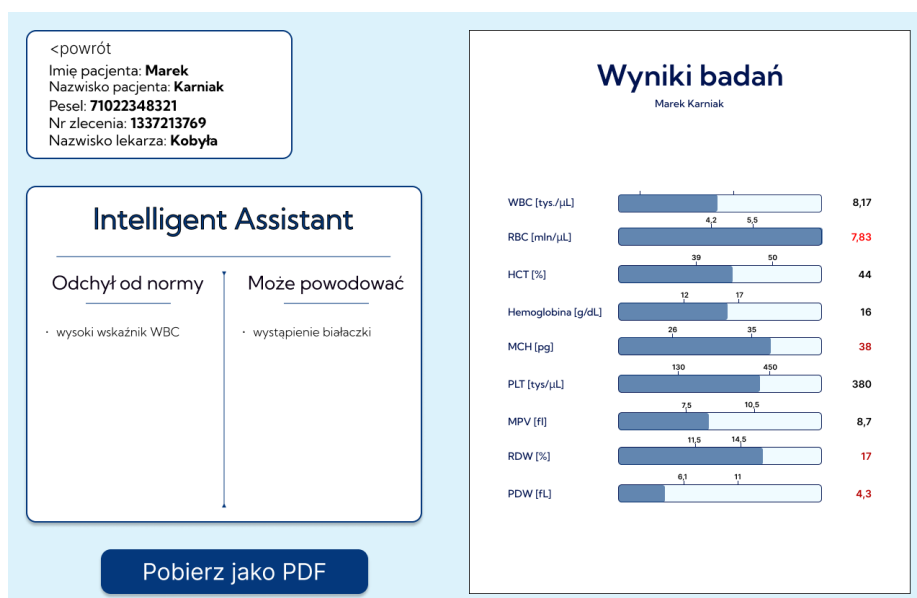 <powrót
Imię pacjenta: Marek
Nazwisko pacjenta: Karniak
Pesel: 71022348321
Nr zlecenia: 1337213769
Nazwisko lekarza: Kobyła
Intelligent Assistant
Odchył od normy
Może powodować
· wysoki wskaźnik WBC
· wystąpienie białaczki
Pobierz jako PDF
Wyniki badań
Marek Karniak
WBC [tys./μL] 8,17
4,2 5,5
RBC [mln/μL] 7,83
39 50
HCT [%] 44
12 17
Hemoglobina [g/dL] 16
26 35
MCH [pg] 38
130 450
PLT [tys/μL] 380
7,5 10,5
MPV [fl] 8,7
11,5 14,5
RDW [%] 17
6,1 11
PDW [fL] 4,3